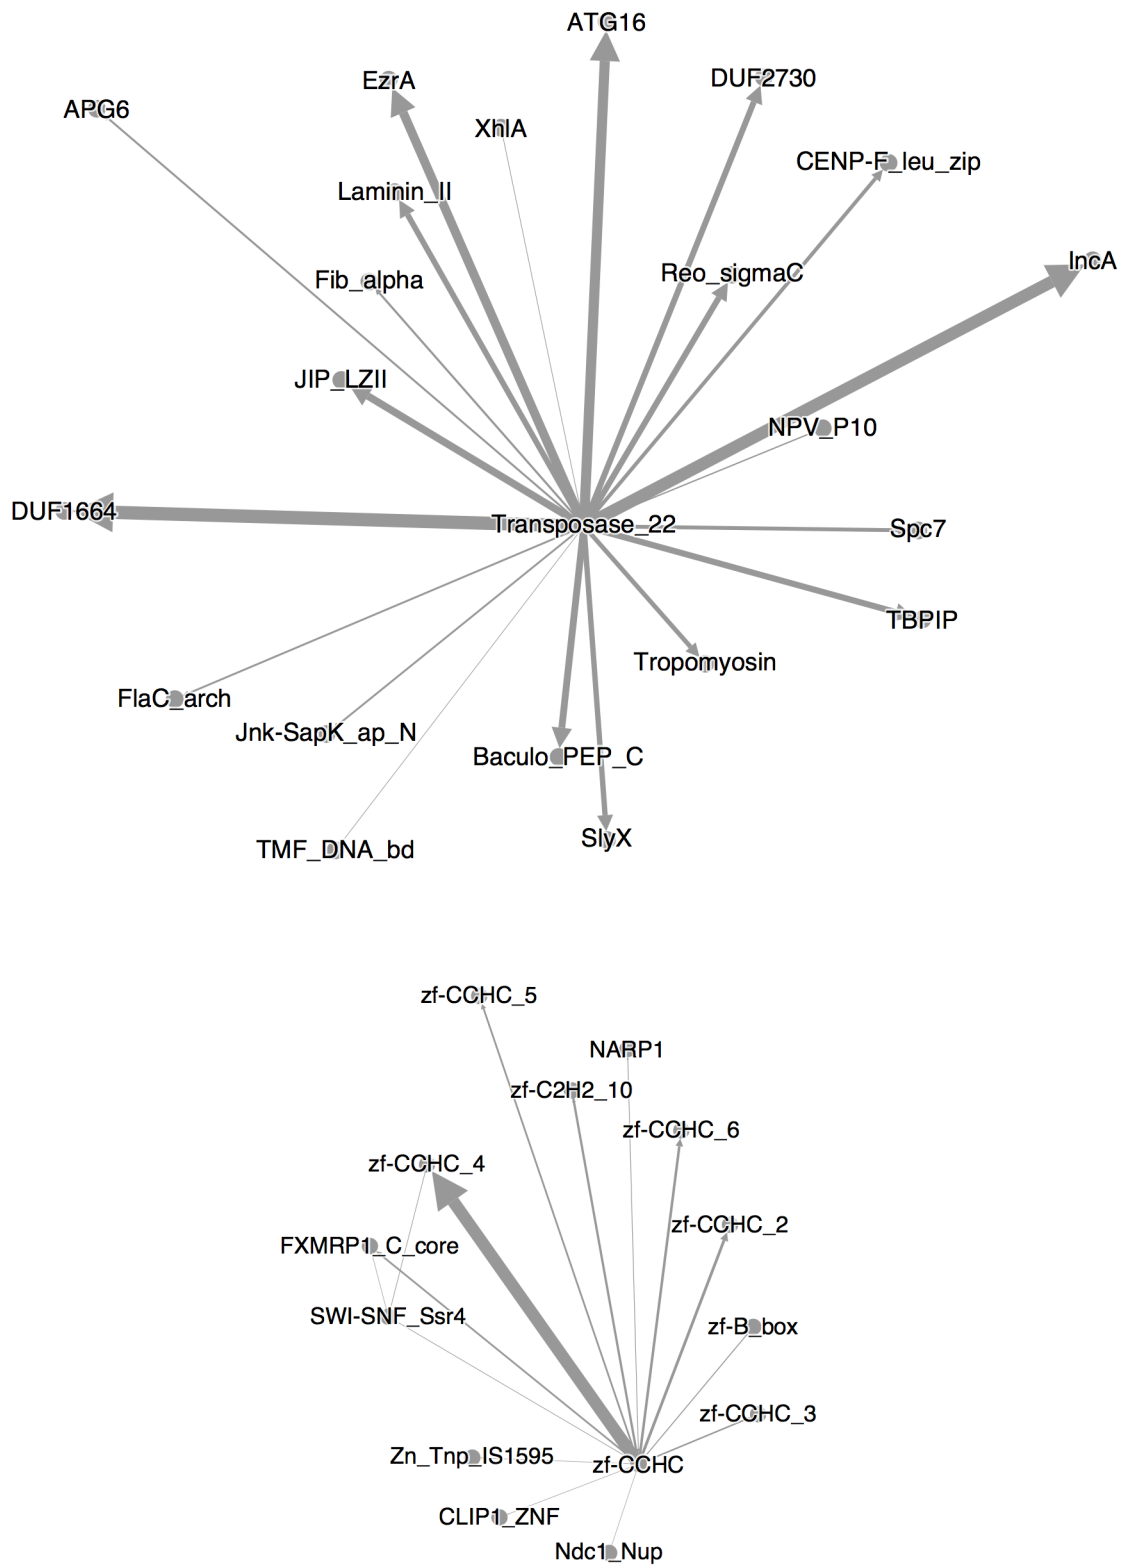 ATG16
EzrA
DUF2730
APG6
XhlA
CENP-F_leu_zip
Laminin_II
IncA
Reo_sigmaC
Fib_alpha
JIP_LZII
NPV_P10
DUF1664
Transposase_22
Spc7
TBPIP
Tropomyosin
FlaC_arch
Jnk-SapK_ap_N
Baculo_PEP_C
SlyX
TMF_DNA_bd
zf-CCHC_5
NARP1
zf-C2H2_10
zf-CCHC_6
zf-CCHC_4
zf-CCHC_2
FXMRP1_C_core
SWI-SNF_Ssr4
zf-B_box
zf-CCHC_3
Zn_Tnp_IS1595
zf-CCHC
CLIP1_ZNF
Ndc1_Nup